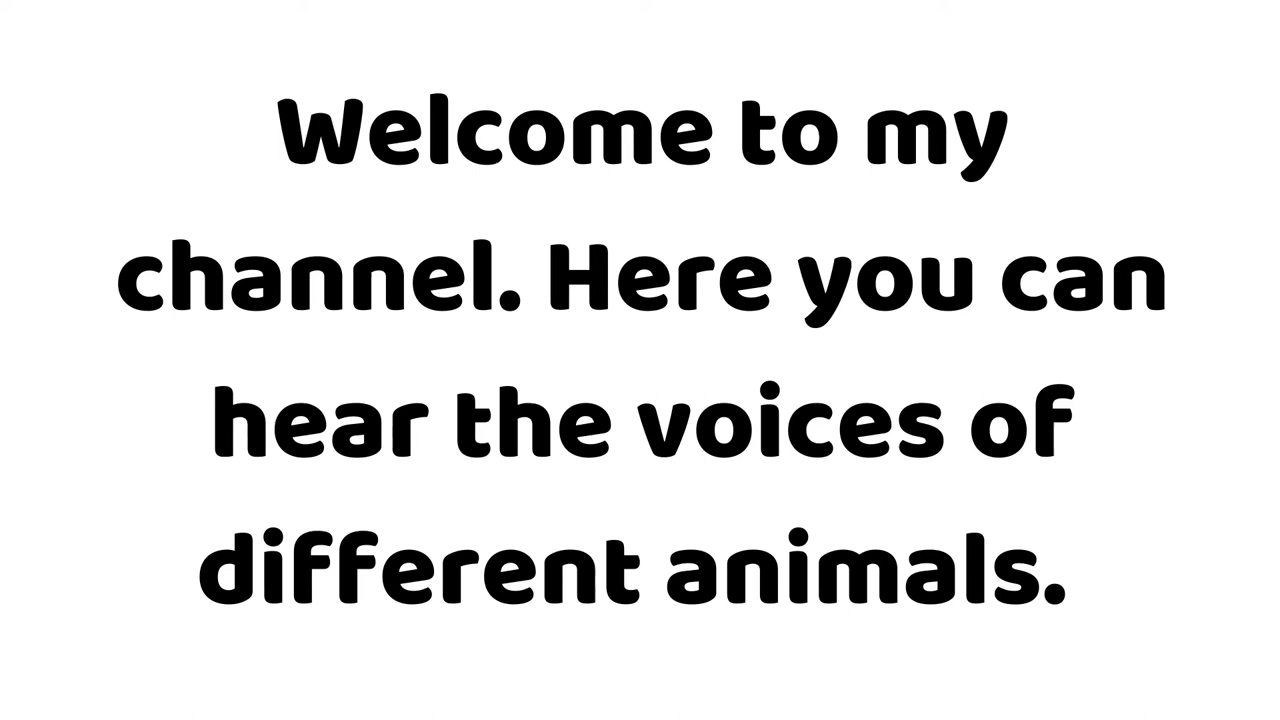 Welcome to my
channel. Here you can
hear the voices of
different animals.